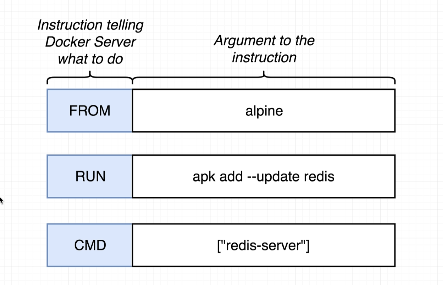 Instruction telling
Docker Server
what to do
Argument to the
instruction
FROM
alpine
RUN
apk add --update redis
CMD
["redis-server"]